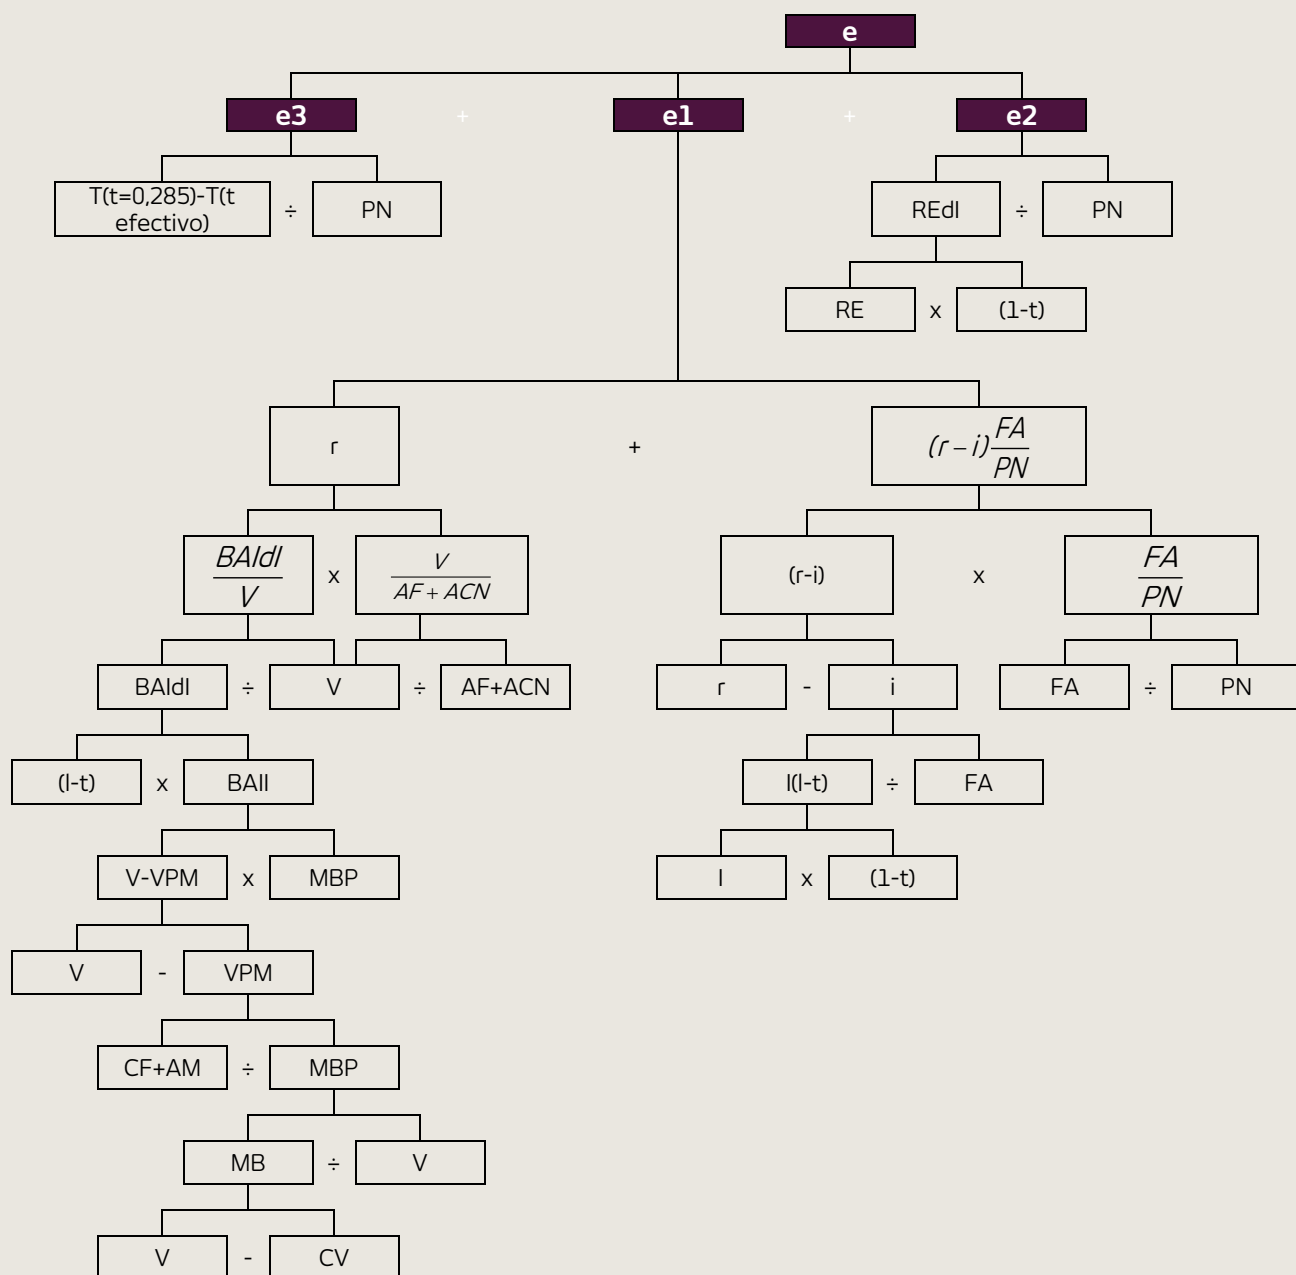 e
e3 + e1 + e2
T(t=0,285)-T(t
efectivo)
÷ PN
REdI ÷ PN
RE x (1-t)
r + (r – i) FA
PN
BAIdI
V
x
V
AF + ACN
(r-i) x
FA
PN
BAIdI ÷ V ÷ AF+ACN r - i FA ÷ PN
(l-t) x BAII I(l-t) ÷ FA
V-VPM x MBP I x (1-t)
V - VPM
CF+AM ÷ MBP
MB ÷ V
V - CV